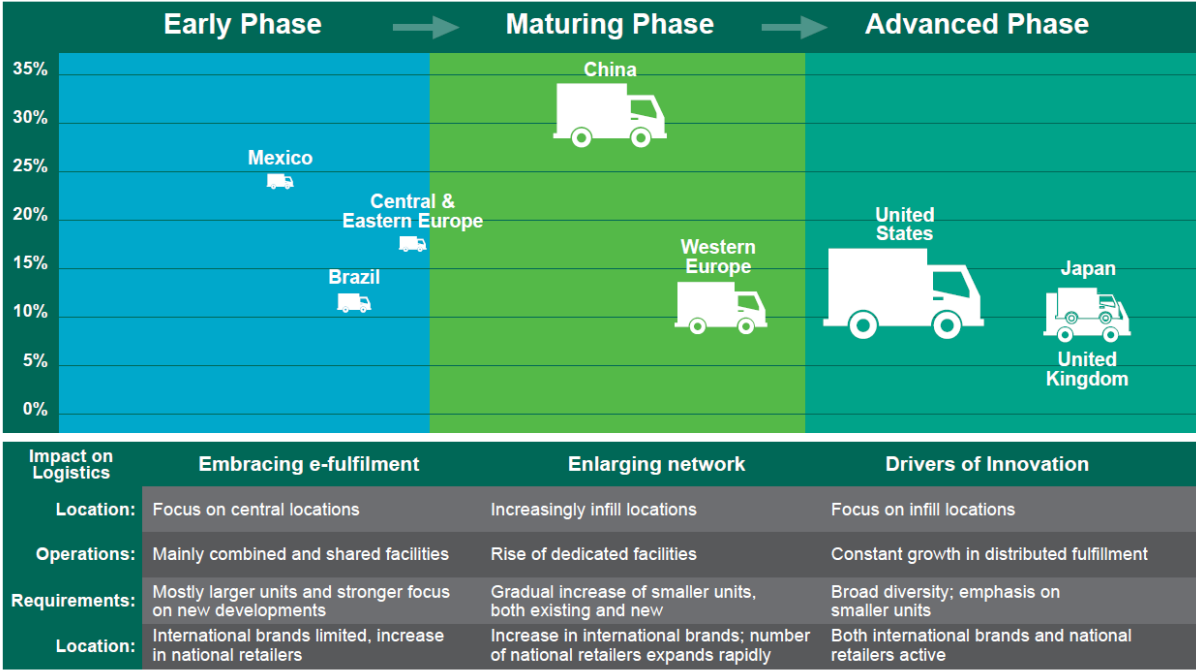 Early Phase
Maturing Phase
Advanced Phase
35%
30%
25%
20%
15%
10%
5%
0%
China
Mexico
Central &
Eastern Europe
Brazil
Western
Europe
United
States
Japan
United
Kingdom
Impact on
Logistics
Embracing e-fulfilment
Enlarging network
Drivers of Innovation
Location:
Focus on central locations
Increasingly infill locations
Focus on infill locations
Operations:
Mainly combined and shared facilities
Rise of dedicated facilities
Constant growth in distributed fulfillment
Requirements:
Mostly larger units and stronger focus
on new developments
Gradual increase of smaller units,
both existing and new
Broad diversity; emphasis on
smaller units
Location:
International brands limited, increase
in national retailers
Increase in international brands; number
of national retailers expands rapidly
Both international brands and national
retailers active